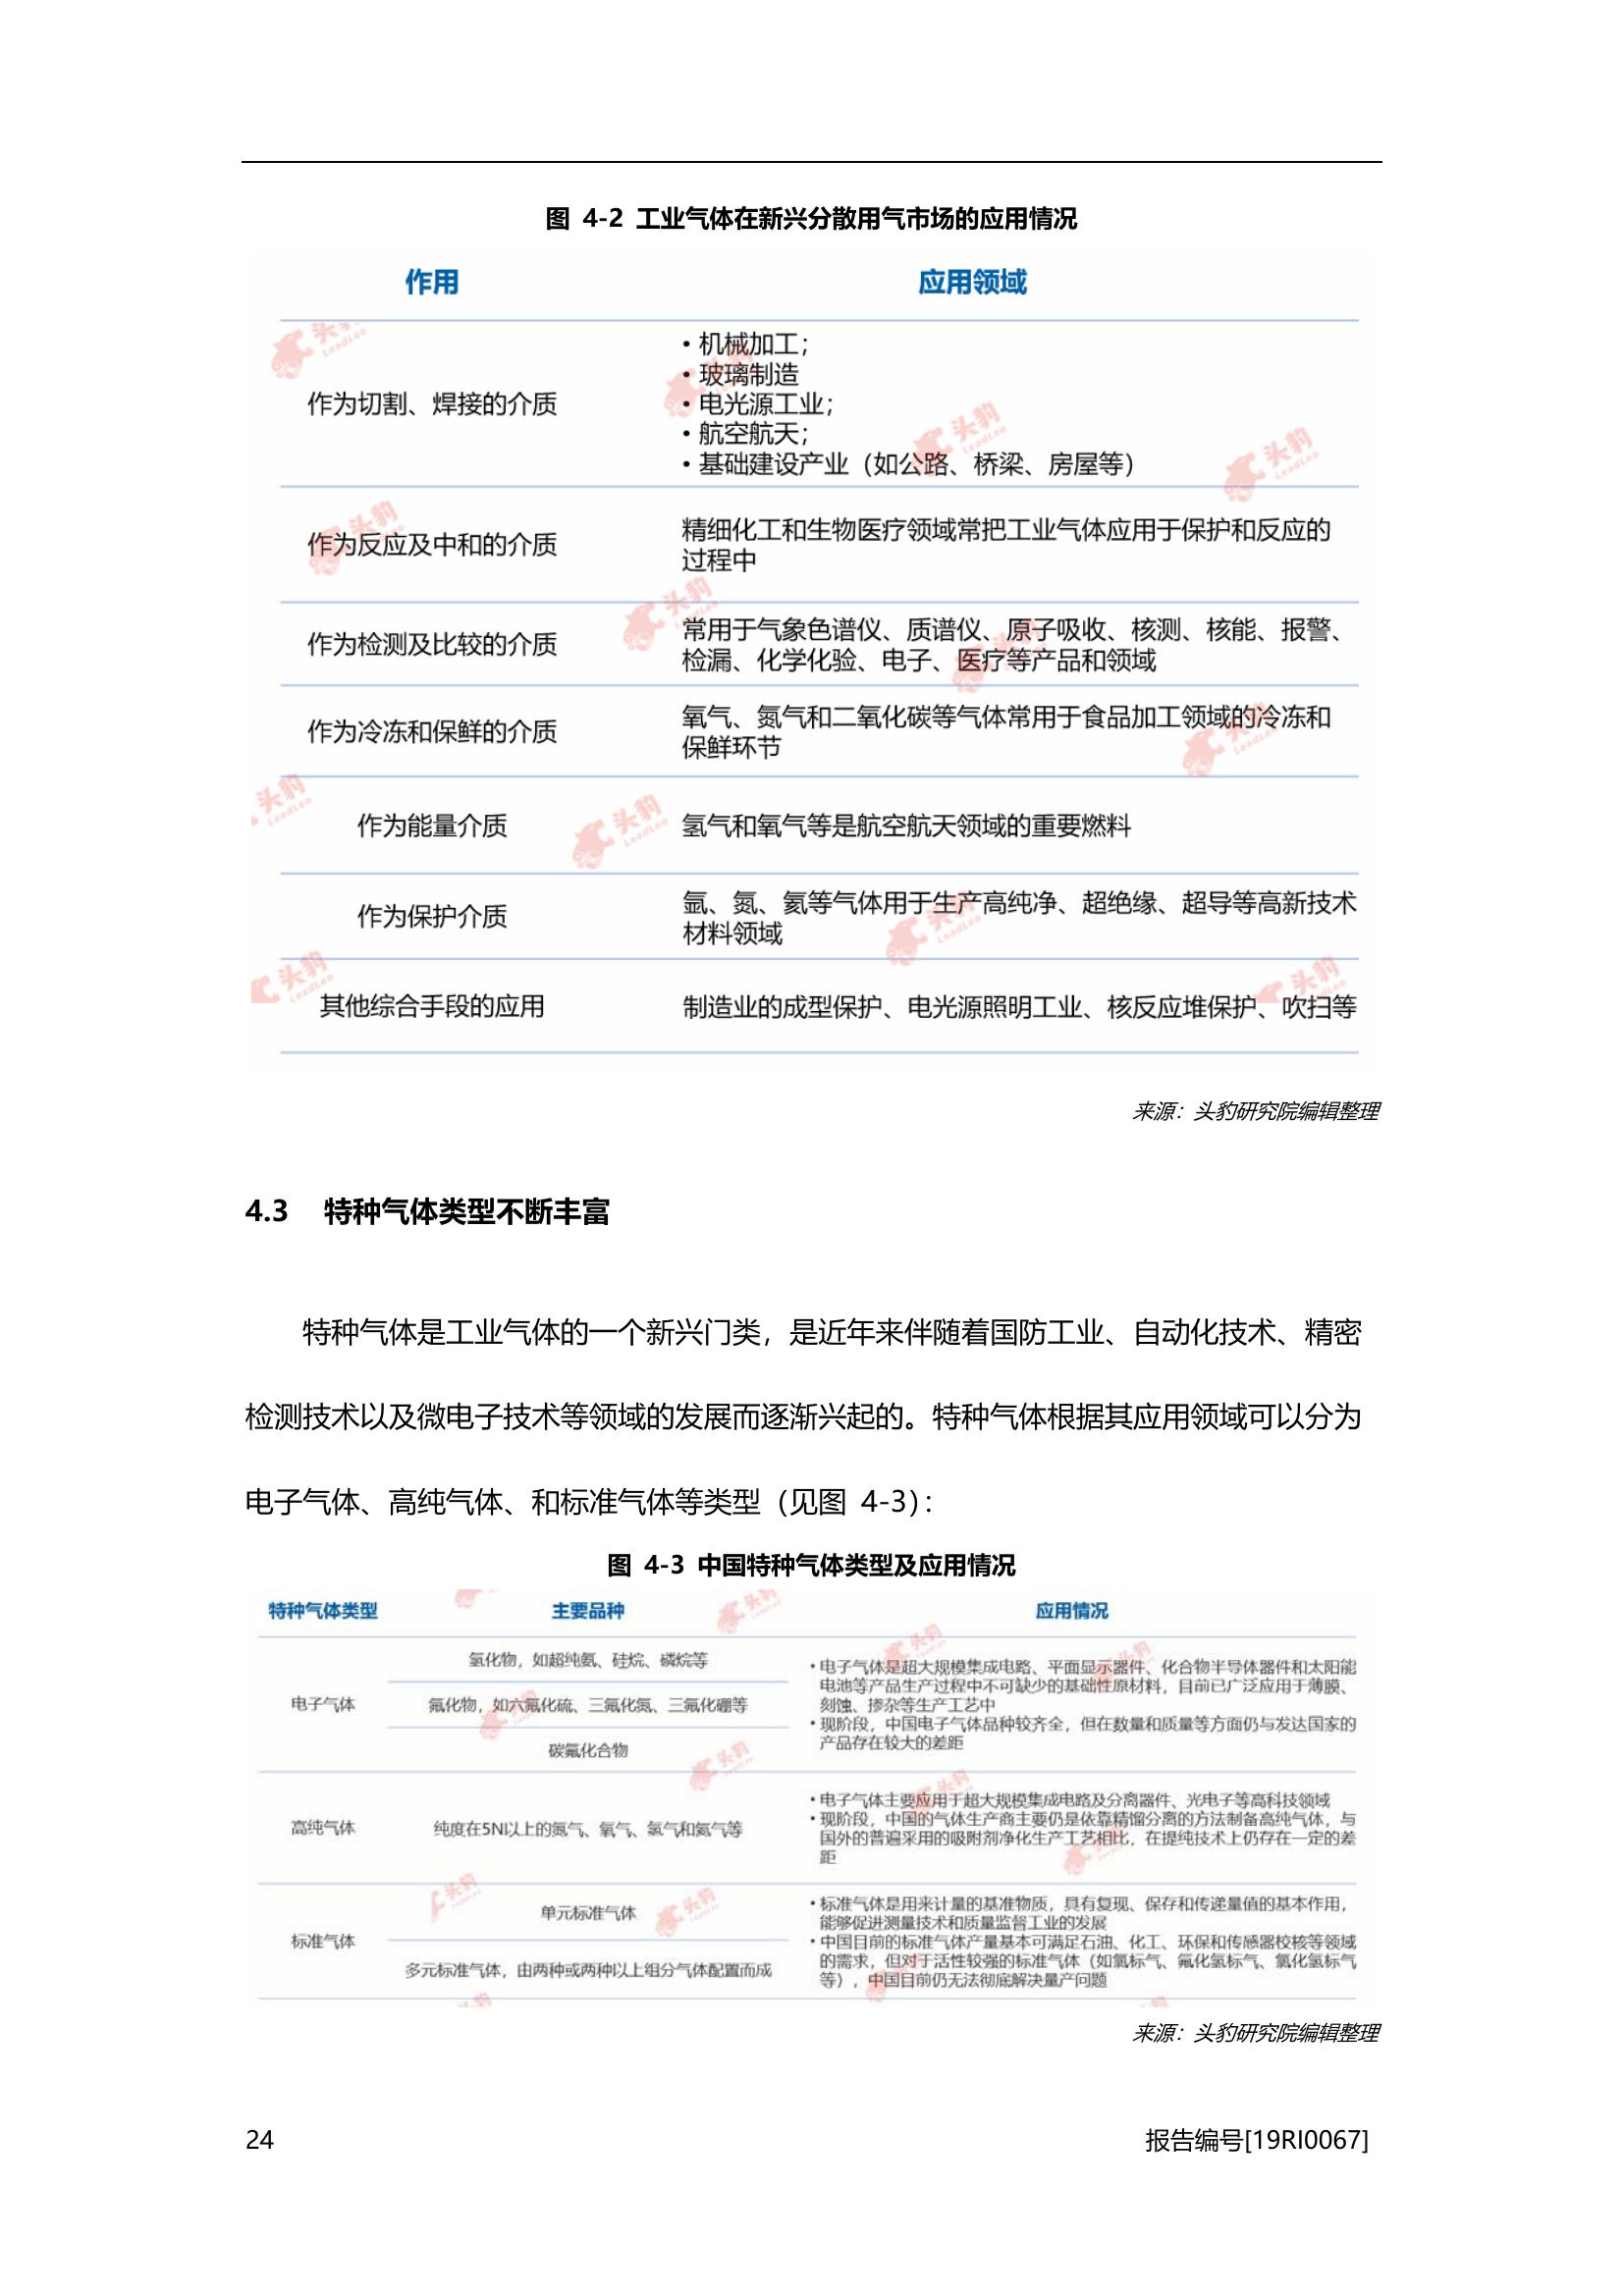 图 4-2 工业气体在新兴分散用气市场的应用情况
作用 应用领域
作为切割、焊接的介质
• 机械加工；
• 玻璃制造
• 电光源工业；
• 航空航天；
• 基础建设产业（如公路、桥梁、房屋等）
作为反应及中和的介质
精细化工和生物医疗领域常把工业气体应用于保护和反应的
过程中
作为检测及比较的介质
常用于气象色谱仪、质谱仪、原子吸收、核测、核能、报警、
检漏、化学化验、电子、医疗等产品和领域
作为冷冻和保鲜的介质
氧气、氮气和二氧化碳等气体常用于食品加工领域的冷冻和
保鲜环节
作为能量介质
氢气和氧气等是航空航天领域的重要燃料
作为保护介质
氩、氮、氦等气体用于生产高纯净、超绝缘、超导等高新技术
材料领域
其他综合手段的应用
制造业的成型保护、电光源照明工业、核反应堆保护、吹扫等
来源：头豹研究院编辑整理
4.3 特种气体类型不断丰富
特种气体是工业气体的一个新兴门类，是近年来伴随着国防工业、自动化技术、精密
检测技术以及微电子技术等领域的发展而逐渐兴起的。特种气体根据其应用领域可以分为
电子气体、高纯气体、和标准气体等类型（见图 4-3）：
图 4-3 中国特种气体类型及应用情况
特种气体类型 主要品种 应用情况
电子气体
氢化物，如超纯氨、硅烷、磷烷等
氟化物，如六氟化硫、三氟化氮、三氟化硼等
碳氟化合物
• 电子气体是超大规模集成电路、平面显示器件、化合物半导体器件和太阳能
电池等产品生产过程中不可缺少的基础性原材料，目前已广泛应用于薄膜、
刻蚀、掺杂等生产工艺中
• 现阶段，中国电子气体品种较齐全，但在数量和质量等方面仍与发达国家的
产品存在较大的差距
高纯气体
纯度在5N以上的氮气、氧气、氩气和氦气等
• 电子气体主要应用于超大规模集成电路及分离器件、光电子等高科技领域
• 现阶段，中国的气体生产商主要仍是依靠精馏分离的方法制备高纯气体，与
国外的普遍采用的吸附剂净化生产工艺相比，在提纯技术上仍存在一定的差
距
标准气体
单元标准气体
多元标准气体，由两种或两种以上组分气体配置而成
• 标准气体是用来计量的基准物质，具有复现、保存和传递量值的基本作用，
能够促进测量技术和质量监督工业的发展
• 中国目前的标准气体产量基本可满足石油、化工、环保和传感器校核等领域
的需求，但对于活性较强的标准气体（如氯标气、氟化氢标气、氯化氢标气
等），中国目前仍无法彻底解决量产问题
来源：头豹研究院编辑整理
24 报告编号[19RI0067]